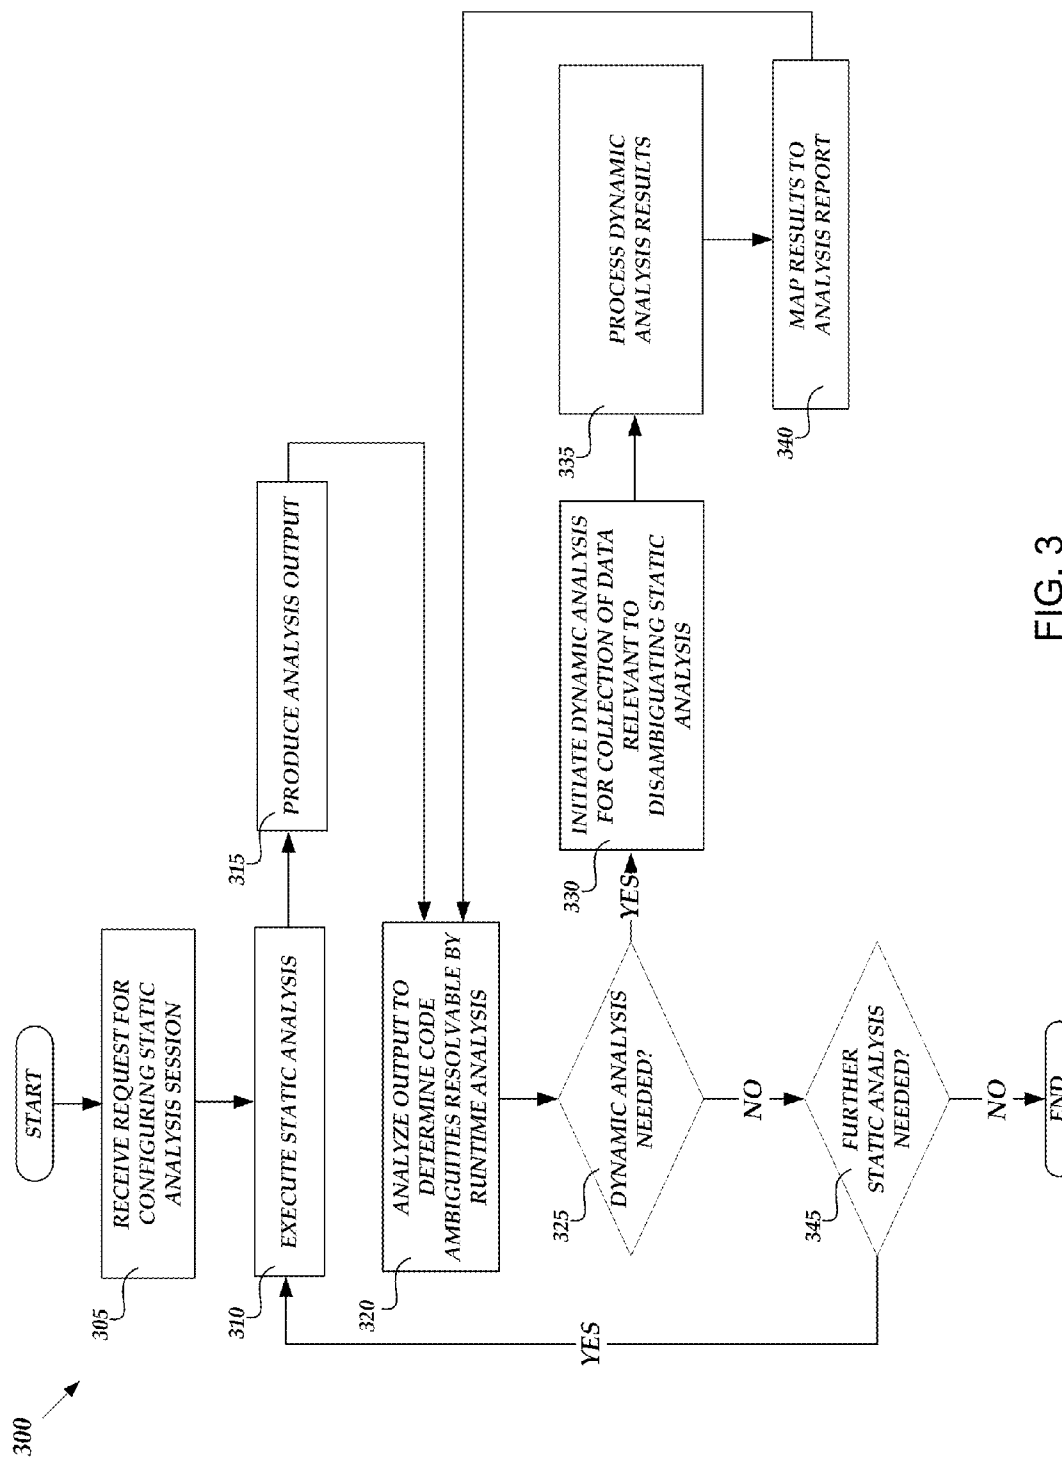 300
START
RECEIVE REQUEST FOR
CONFIGURING STATIC
ANALYSIS SESSION
305
EXECUTE STATIC ANALYSIS
310
PRODUCE ANALYSIS OUTPUT
315
ANALYZE OUTPUT TO
DETERMINE CODE
AMBIGUITIES RESOLVABLE BY
RUNTIME ANALYSIS
320
DYNAMIC ANALYSIS
NEEDED?
325
YES
INITIATE DYNAMIC ANALYSIS
FOR COLLECTION OF DATA
RELEVANT TO
DISAMBIGUATING STATIC
ANALYSIS
330
PROCESS DYNAMIC
ANALYSIS RESULTS
335
MAP RESULTS TO
ANALYSIS REPORT
340
NO
FURTHER
STATIC ANALYSIS
NEEDED?
345
YES
NO
END
FIG. 3